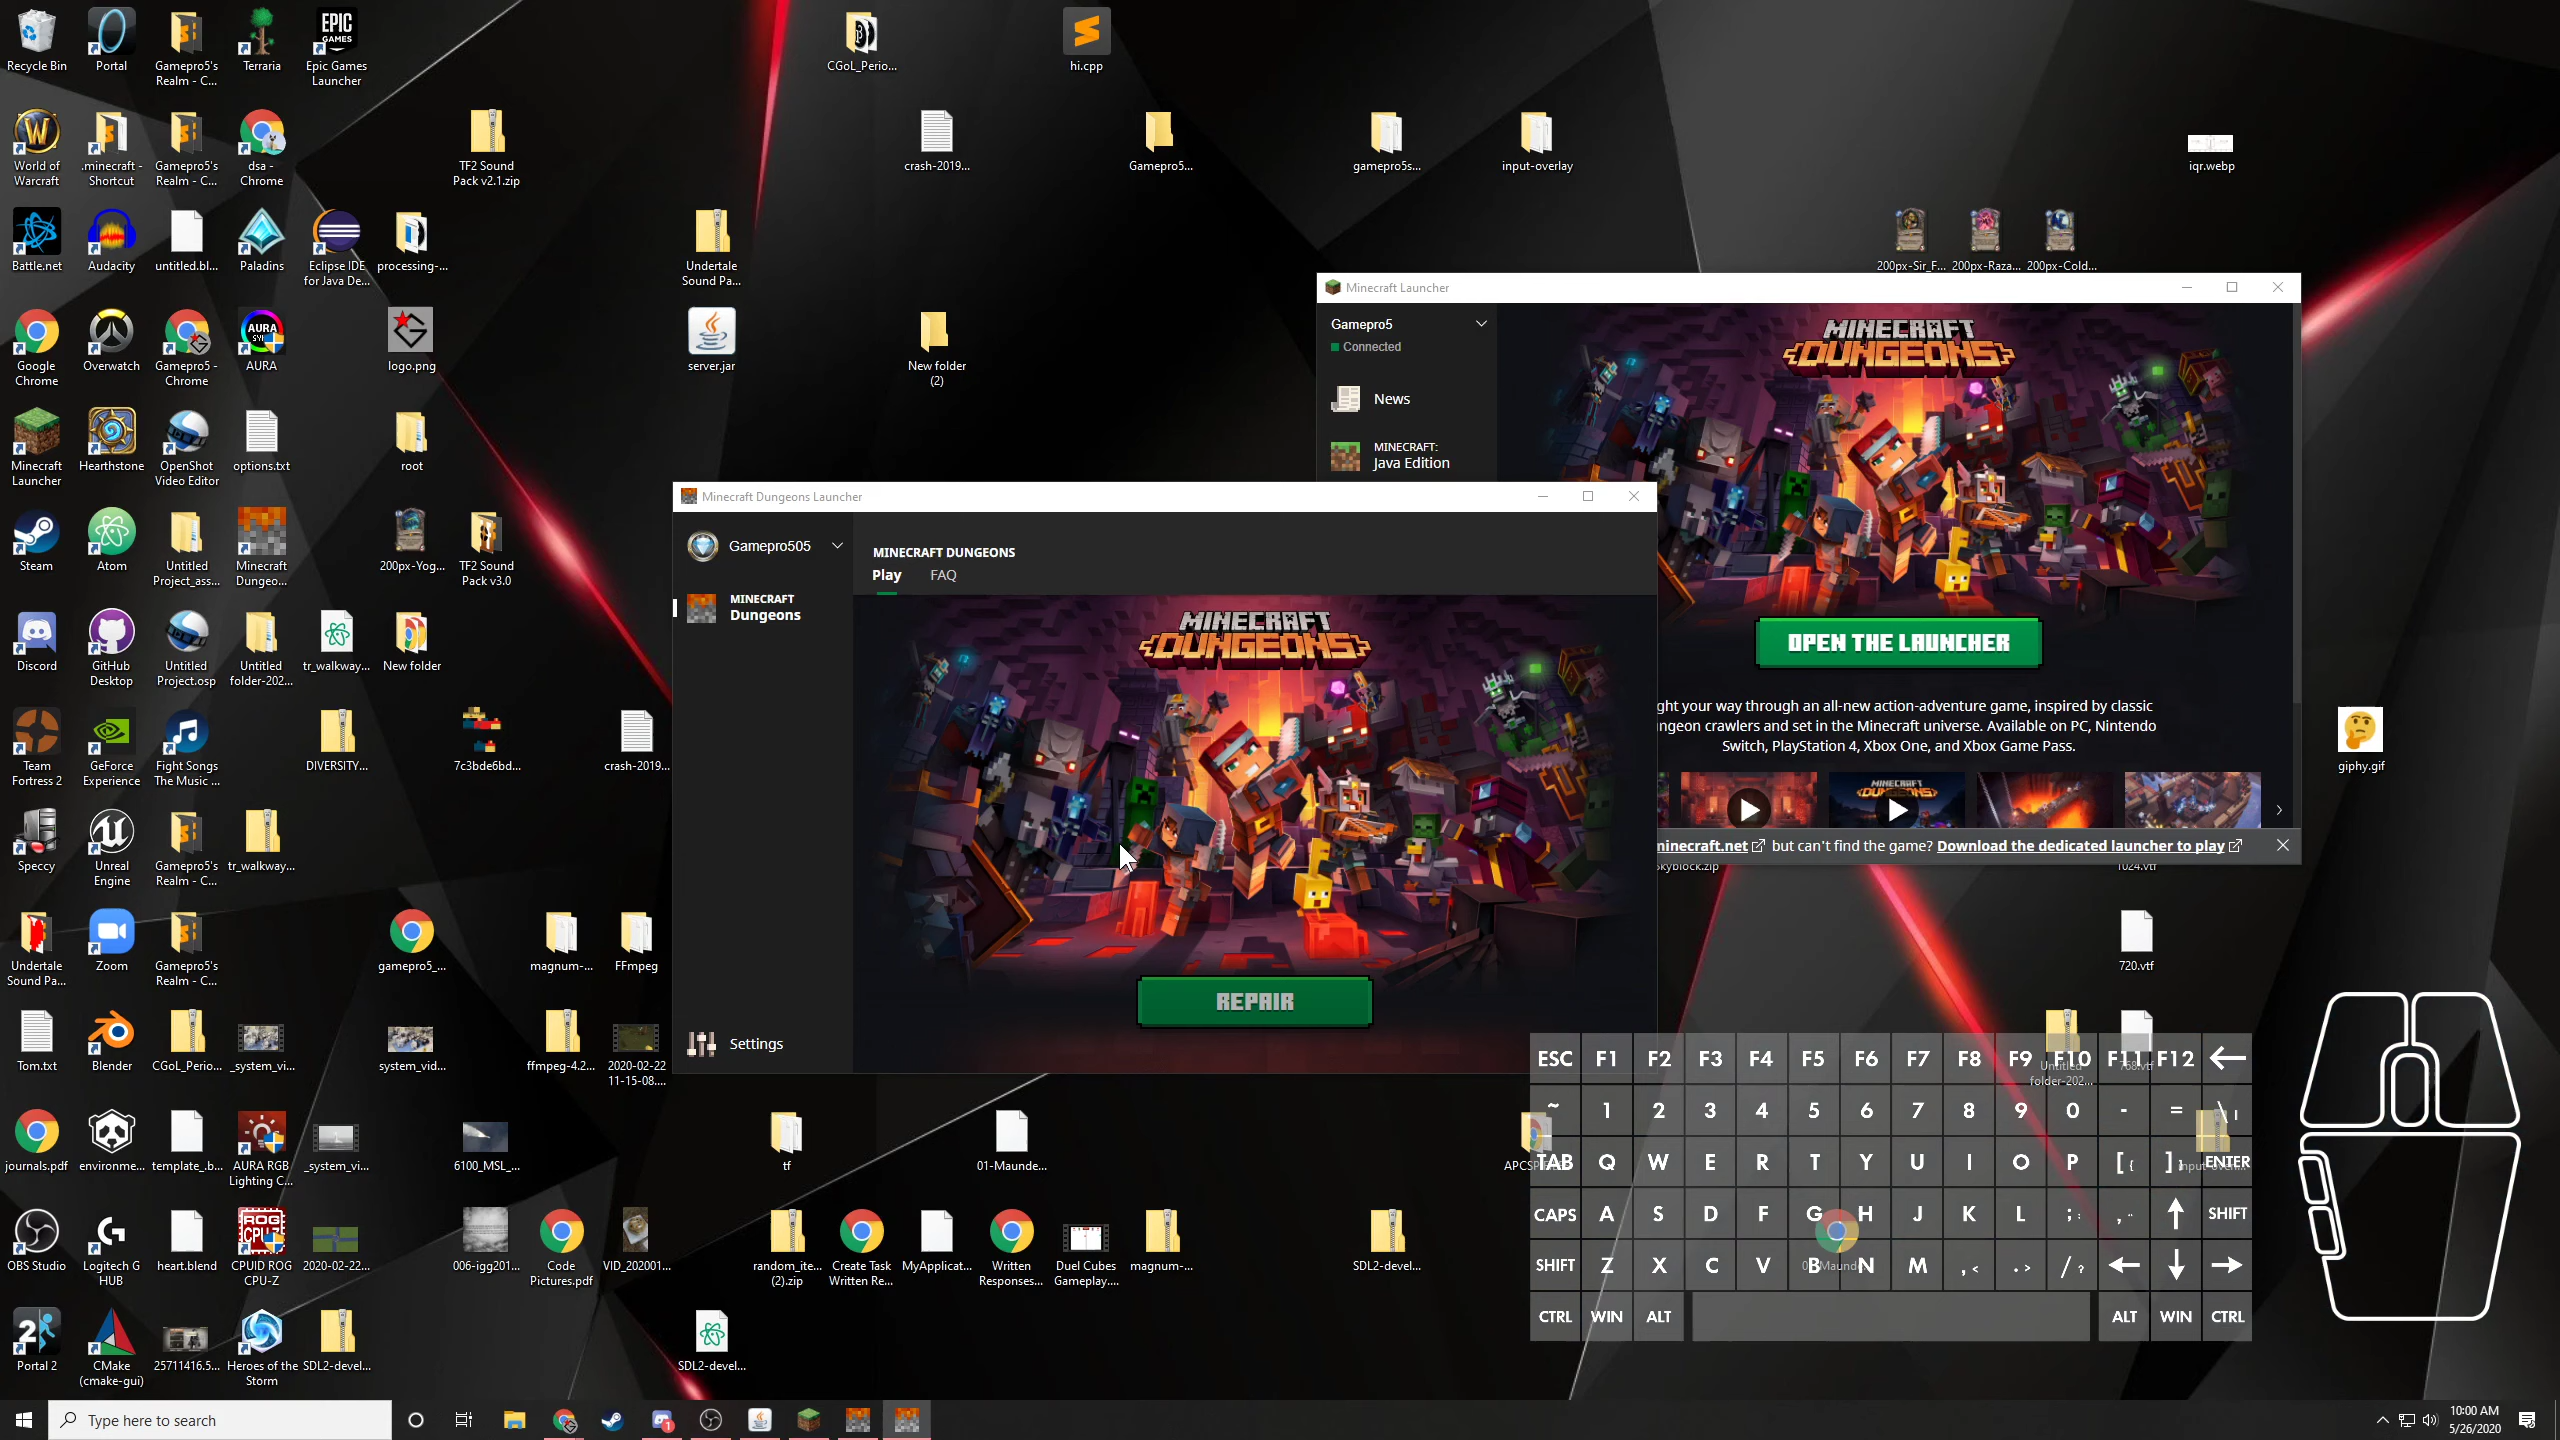 Recycle Bin
Portal
Gamepro5's
Realm - C...
Terraria
EPIC
GAMES
Epic Games
Launcher
CGoL_Perio...
hi.cpp
World of
Warcraft
.minecraft -
Shortcut
Gamepro5's
Realm - C...
dsa -
Chrome
TF2 Sound
Pack v2.1.zip
crash-2019...
Gamepro5...
gamepro5s...
input-overlay
iqr.webp
Battle.net
Audacity
untitled.bl...
Paladins
Eclipse IDE
for Java De...
processing-...
Undertale
Sound Pa...
200px-Sir_F...
200px-Raza...
200px-Cold...
Google
Chrome
Overwatch
Gamepro5 -
Chrome
AURA
logo.png
server.jar
New folder
(2)
Minecraft
Launcher
Hearthstone
OpenShot
Video Editor
options.txt
root
Steam
Atom
Untitled
Project_ass...
Minecraft
Dungeo...
200px-Yog...
TF2 Sound
Pack v3.0
Discord
GitHub
Desktop
Untitled
Project.osp
Untitled
folder-202...
tr_walkway...
New folder
Team
Fortress 2
GeForce
Experience
Fight Songs
The Music ...
DIVERSITY...
7c3bde6bd...
crash-2019...
giphy.gif
Speccy
Unreal
Engine
Gamepro5's
Realm - C...
tr_walkway...
Undertale
Sound Pa...
Zoom
Gamepro5's
Realm - C...
gamepro5_...
magnum-...
FFmpeg
720.vtf
Tom.txt
Blender
CGoL_Perio...
_system_vi...
system_vid...
ffmpeg-4.2...
2020-02-22
11-15-08....
journals.pdf
environme...
template_.b...
AURA RGB
Lighting C...
_system_vi...
6100_MSL_...
tf
01-Maunde...
OBS Studio
Logitech G
HUB
heart.blend
CPUID ROG
CPU-Z
2020-02-22...
006-igg201...
Code
Pictures.pdf
VID_202001...
random_ite...
(2).zip
Create Task
Written Re...
MyApplicat...
Written
Responses...
Duel Cubes
Gameplay....
magnum-...
SDL2-devel...
Portal 2
CMake
(cmake-gui)
25711416.5...
Heroes of the
Storm
SDL2-devel...
SDL2-devel...
Minecraft Launcher
Gamepro5
Connected
News
MINECRAFT:
Java Edition
MINECRAFT
DUNGEONS
OPEN THE LAUNCHER
ght your way through an all-new action-adventure game, inspired by classic
ngeon crawlers and set in the Minecraft universe. Available on PC, Nintendo
Switch, PlayStation 4, Xbox One, and Xbox Game Pass.
minecraft.net but can't find the game? Download the dedicated launcher to play
skyblock.zip
1024.vtf
Minecraft Dungeons Launcher
Gamepro505
MINECRAFT
Dungeons
MINECRAFT DUNGEONS
Play FAQ
MINECRAFT
DUNGEONS
REPAIR
Settings
ESC F1 F2 F3 F4 F5 F6 F7 F8 F9 F10 F11 F12
~ 1 2 3 4 5 6 7 8 9 0 - = \ |
TAB Q W E R T Y U I O P [ { ] } ENTER
CAPS A S D F G H J K L ; : SHIFT
SHIFT Z X C V B N M , < . > / ?
CTRL WIN ALT ALT WIN CTRL
Untitled
folder-202...
768.vtf
Type here to search
10:00 AM
5/26/2020